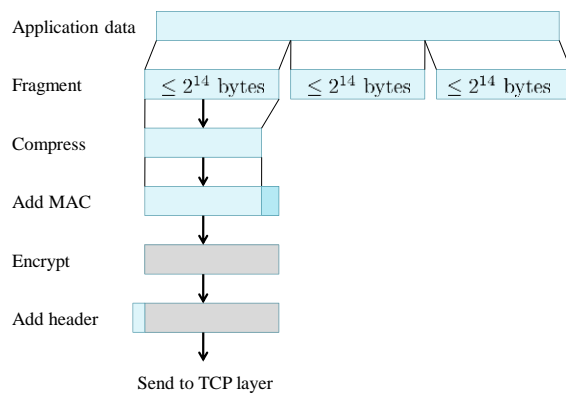 Application data
Fragment ≤ 2¹⁴ bytes ≤ 2¹⁴ bytes ≤ 2¹⁴ bytes
Compress
Add MAC
Encrypt
Add header
Send to TCP layer